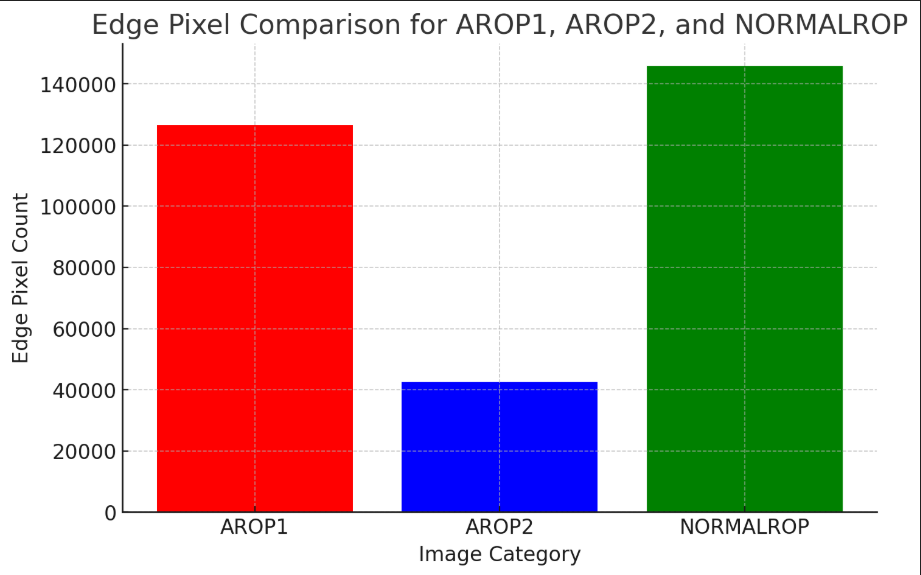 Edge Pixel Comparison for AROP1, AROP2, and NORMALROP
Edge Pixel Count
140000
120000
100000
80000
60000
40000
20000
0
AROP1 AROP2 NORMALROP
Image Category